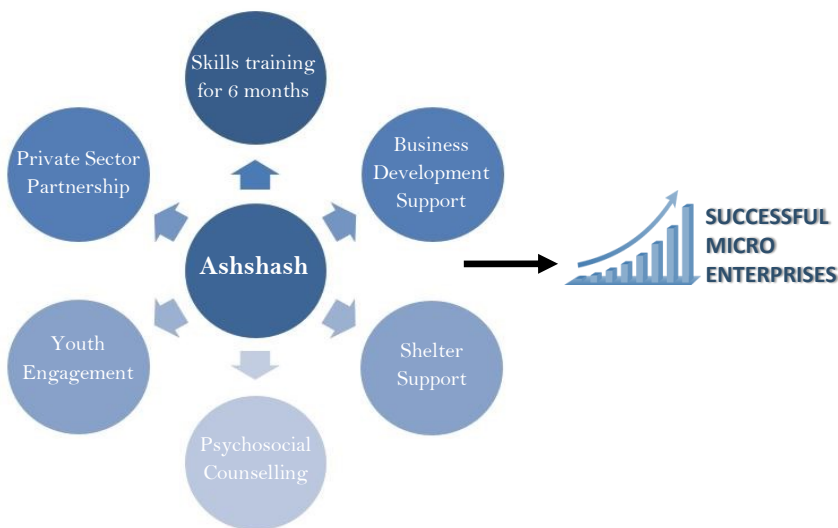 Skills training
for 6 months
Private Sector
Partnership
Business
Development
Support
Ashshash
SUCCESSFUL
MICRO
ENTERPRISES
Youth
Engagement
Shelter
Support
Psychosocial
Counselling